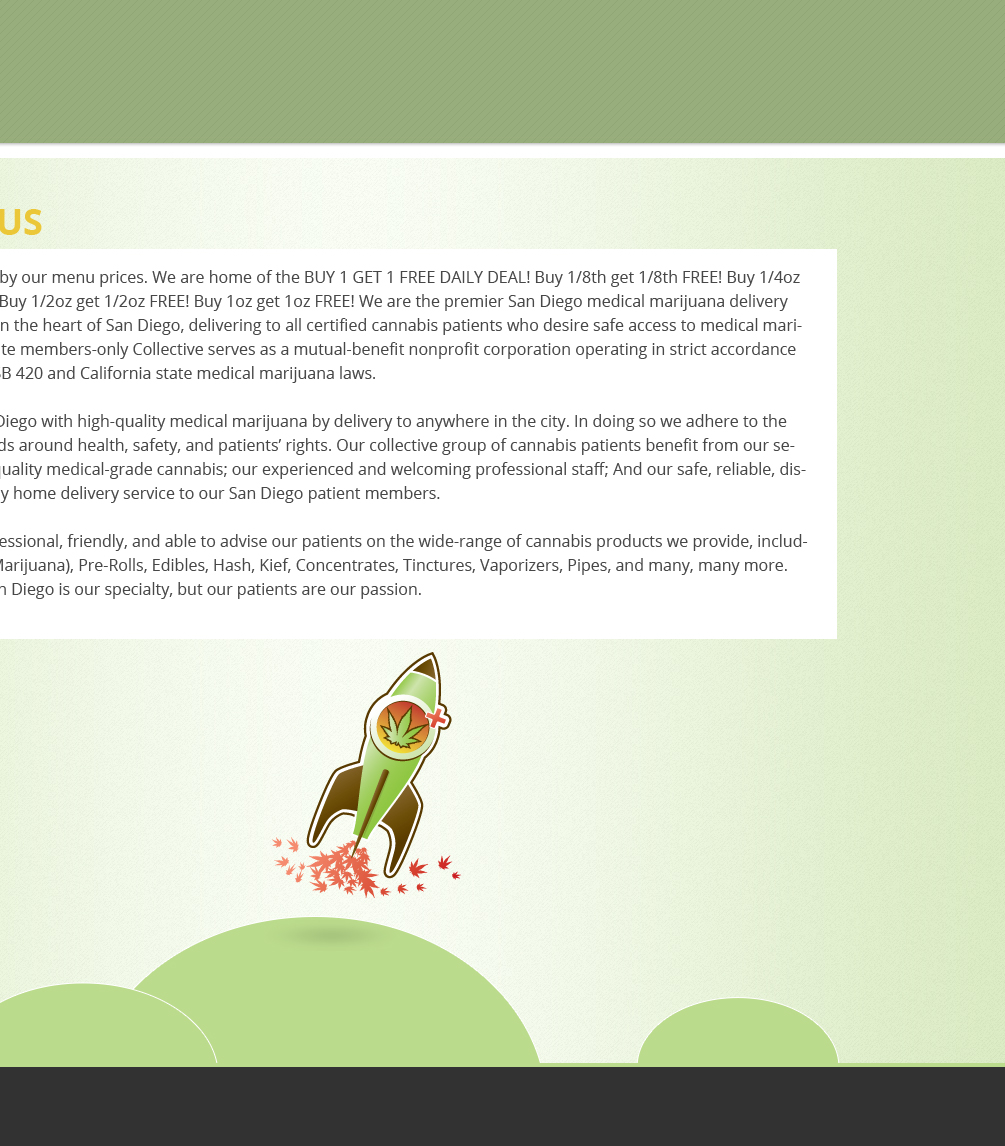 US
by our menu prices. We are home of the BUY 1 GET 1 FREE DAILY DEAL! Buy 1/8th get 1/8th FREE! Buy 1/4oz
Buy 1/2oz get 1/2oz FREE! Buy 1oz get 1oz FREE! We are the premier San Diego medical marijuana delivery
n the heart of San Diego, delivering to all certified cannabis patients who desire safe access to medical mari-
te members-only Collective serves as a mutual-benefit nonprofit corporation operating in strict accordance
SB 420 and California state medical marijuana laws.
Diego with high-quality medical marijuana by delivery to anywhere in the city. In doing so we adhere to the
ds around health, safety, and patients’ rights. Our collective group of cannabis patients benefit from our se-
quality medical-grade cannabis; our experienced and welcoming professional staff; And our safe, reliable, dis-
y home delivery service to our San Diego patient members.
essional, friendly, and able to advise our patients on the wide-range of cannabis products we provide, includ-
Marijuana), Pre-Rolls, Edibles, Hash, Kief, Concentrates, Tinctures, Vaporizers, Pipes, and many, many more.
n Diego is our specialty, but our patients are our passion.